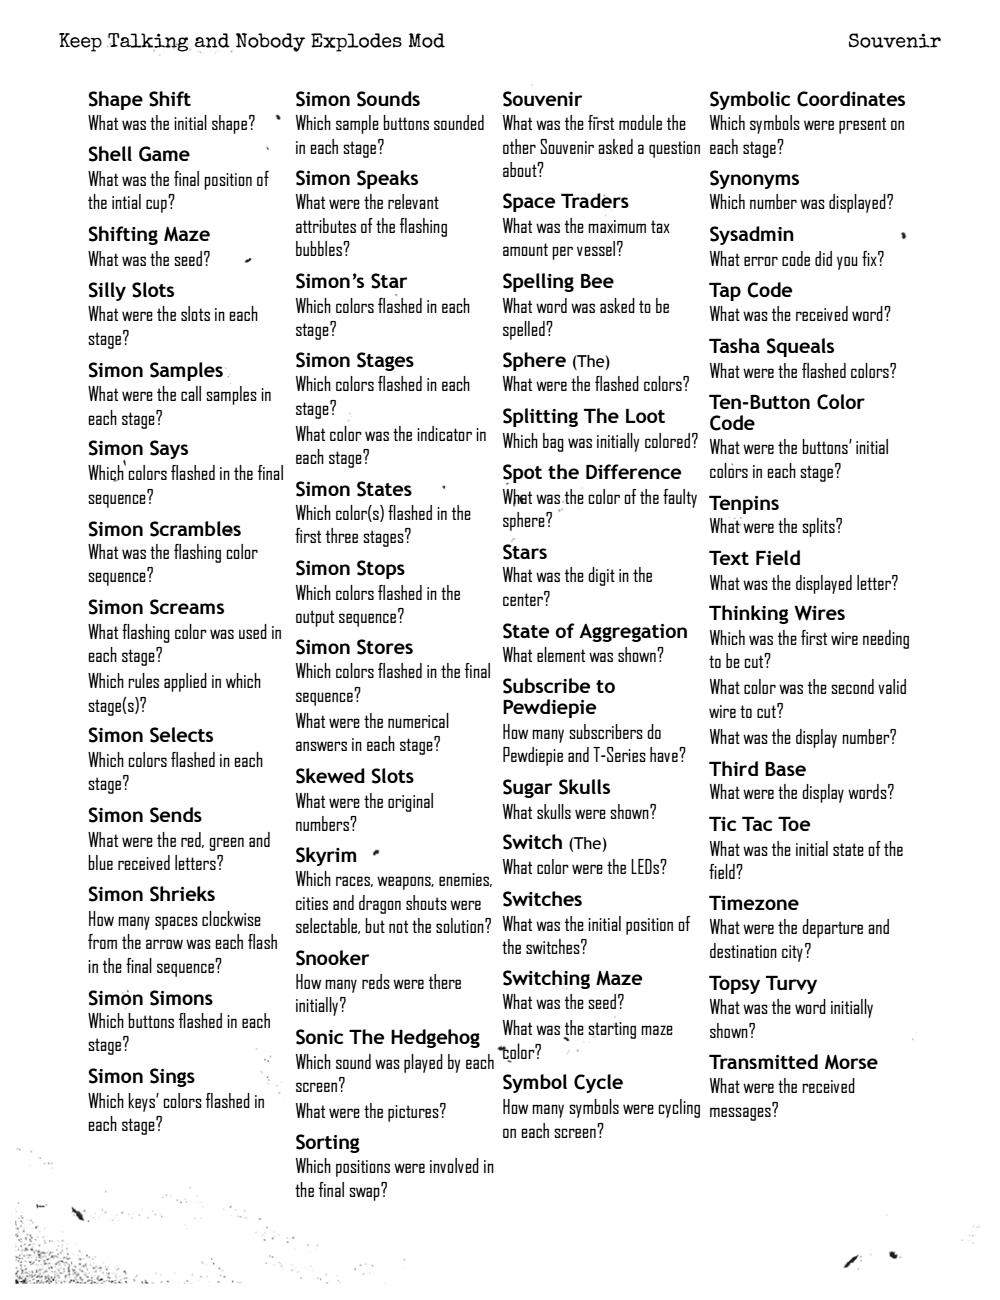 Keep Talking and Nobody Explodes Mod
Souvenir
Shape Shift
What was the initial shape?
Shell Game
What was the final position of
the intial cup?
Shifting Maze
What was the seed?
Silly Slots
What were the slots in each
stage?
Simon Samples
What were the call samples in
each stage?
Simon Says
Which colors flashed in the final
sequence?
Simon Scrambles
What was the flashing color
sequence?
Simon Screams
What flashing color was used in
each stage?
Which rules applied in which
stage(s)?
Simon Selects
Which colors flashed in each
stage?
Simon Sends
What were the red, green and
blue received letters?
Simon Shrieks
How many spaces clockwise
from the arrow was each flash
in the final sequence?
Simon Simons
Which buttons flashed in each
stage?
Simon Sings
Which keys' colors flashed in
each stage?
Simon Sounds
Which sample buttons sounded
in each stage?
Simon Speaks
What were the relevant
attributes of the flashing
bubbles?
Simon's Star
Which colors flashed in each
stage?
Simon Stages
Which colors flashed in each
stage?
What color was the indicator in
each stage?
Simon States
Which color(s) flashed in the
first three stages?
Simon Stops
Which colors flashed in the
output sequence?
Simon Stores
Which colors flashed in the final
sequence?
What were the numerical
answers in each stage?
Skewed Slots
What were the original
numbers?
Skyrim
Which races, weapons, enemies,
cities and dragon shouts were
selectable, but not the solution?
Snooker
How many reds were there
initially?
Sonic The Hedgehog
Which sound was played by each
screen?
What were the pictures?
Sorting
Which positions were involved in
the final swap?
Souvenir
What was the first module the
other Souvenir asked a question
about?
Space Traders
What was the maximum tax
amount per vessel?
Spelling Bee
What word was asked to be
spelled?
Sphere (The)
What were the flashed colors?
Splitting The Loot
Which bag was initially colored?
Spot the Difference
What was the color of the faulty
sphere?
Stars
What was the digit in the
center?
State of Aggregation
What element was shown?
Subscribe to
Pewdiepie
How many subscribers do
Pewdiepie and T-Series have?
Sugar Skulls
What skulls were shown?
Switch (The)
What color were the LEDs?
Switches
What was the initial position of
the switches?
Switching Maze
What was the seed?
What was the starting maze
color?
Symbol Cycle
How many symbols were cycling
on each screen?
Symbolic Coordinates
Which symbols were present on
each stage?
Synonyms
Which number was displayed?
Sysadmin
What error code did you fix?
Tap Code
What was the received word?
Tasha Squeals
What were the flashed colors?
Ten-Button Color
Code
What were the buttons' initial
colors in each stage?
Tenpins
What were the splits?
Text Field
What was the displayed letter?
Thinking Wires
Which was the first wire needing
to be cut?
What color was the second valid
wire to cut?
What was the display number?
Third Base
What were the display words?
Tic Tac Toe
What was the initial state of the
field?
Timezone
What were the departure and
destination city?
Topsy Turvy
What was the word initially
shown?
Transmitted Morse
What were the received
messages?